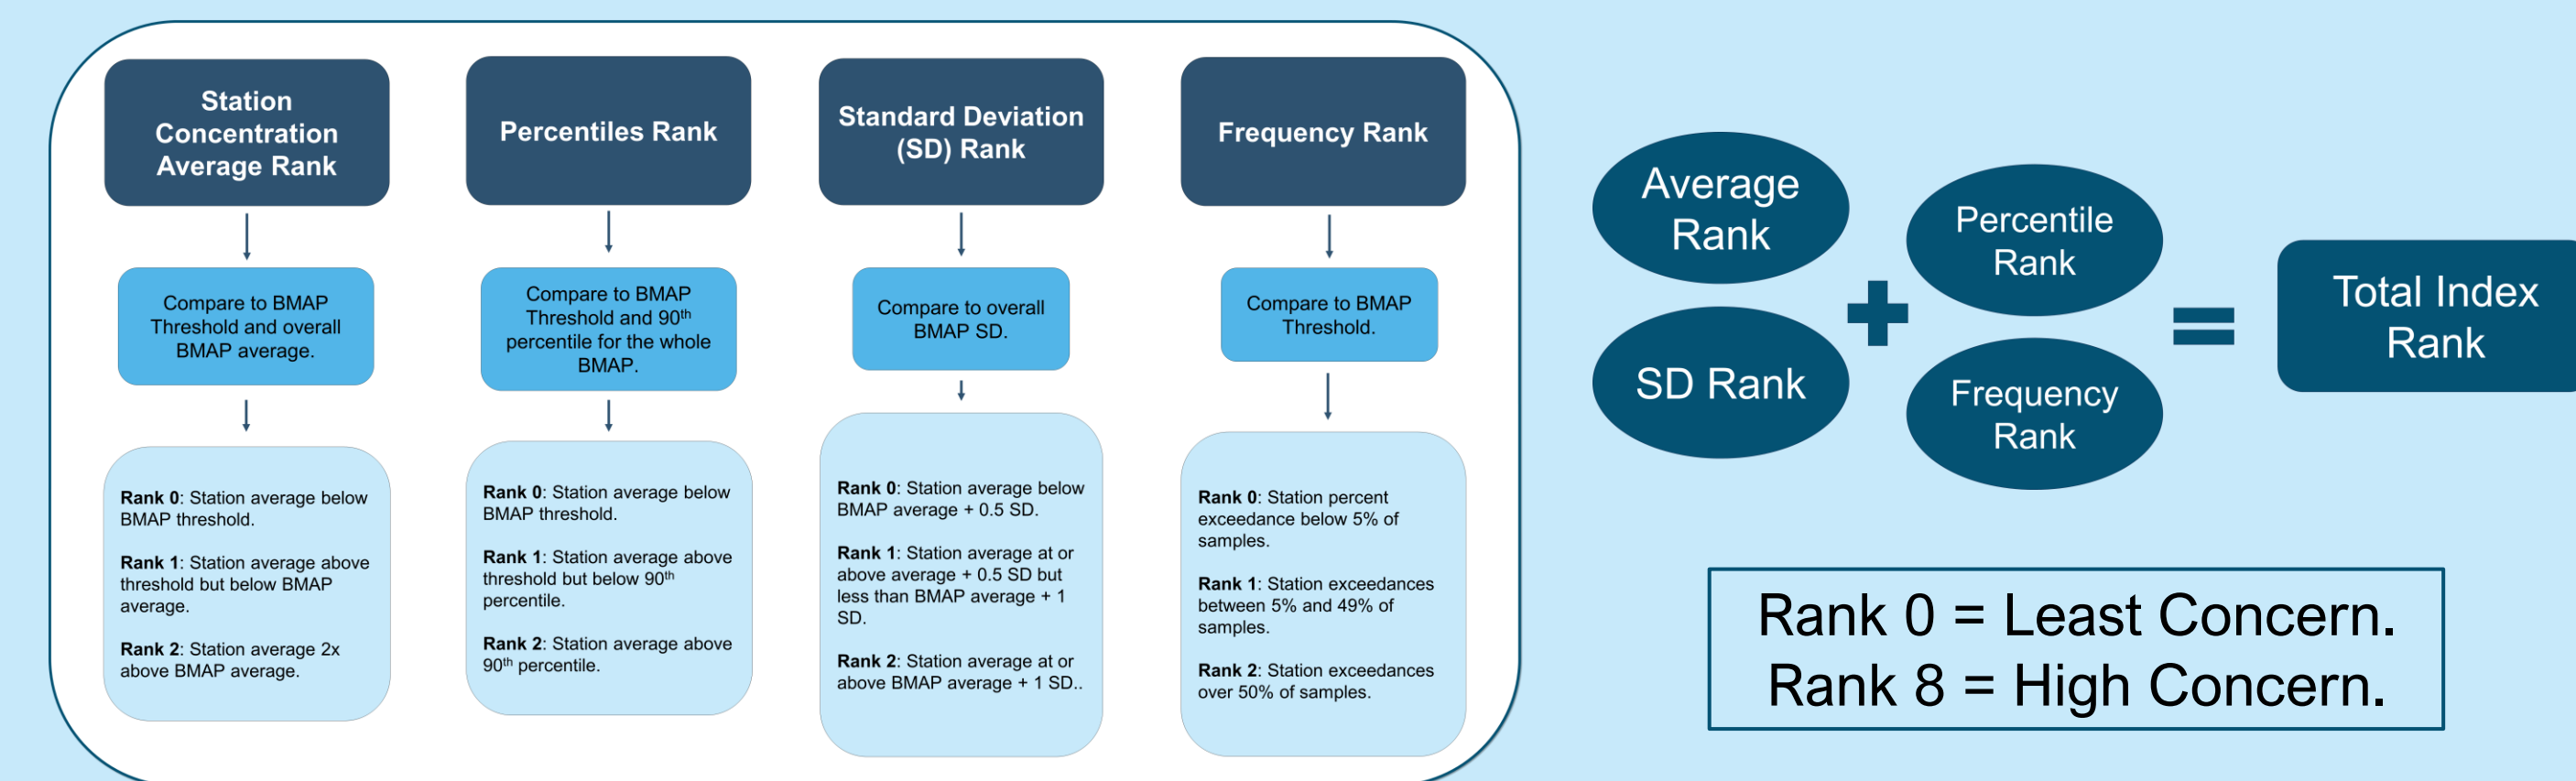 Station
Concentration
Average Rank
Compare to BMAP
Threshold and overall
BMAP average.
Rank 0: Station average below
BMAP threshold.
Rank 1: Station average above
threshold but below BMAP
average.
Rank 2: Station average 2x
above BMAP average.
Percentiles Rank
Compare to BMAP
Threshold and 90th
percentile for the whole
BMAP.
Rank 0: Station average below
BMAP threshold.
Rank 1: Station average above
threshold but below 90th
percentile.
Rank 2: Station average above
90th percentile.
Standard Deviation
(SD) Rank
Compare to overall
BMAP SD.
Rank 0: Station average below
BMAP average + 0.5 SD.
Rank 1: Station average at or
above average + 0.5 SD but
less than BMAP average + 1
SD.
Rank 2: Station average at or
above BMAP average + 1 SD..
Frequency Rank
Compare to BMAP
Threshold.
Rank 0: Station percent
exceedance below 5% of
samples.
Rank 1: Station exceedances
between 5% and 49% of
samples.
Rank 2: Station exceedances
over 50% of samples.
Average
Rank
SD Rank
+
Percentile
Rank
Frequency
Rank
=
Total Index
Rank
Rank 0 = Least Concern.
Rank 8 = High Concern.